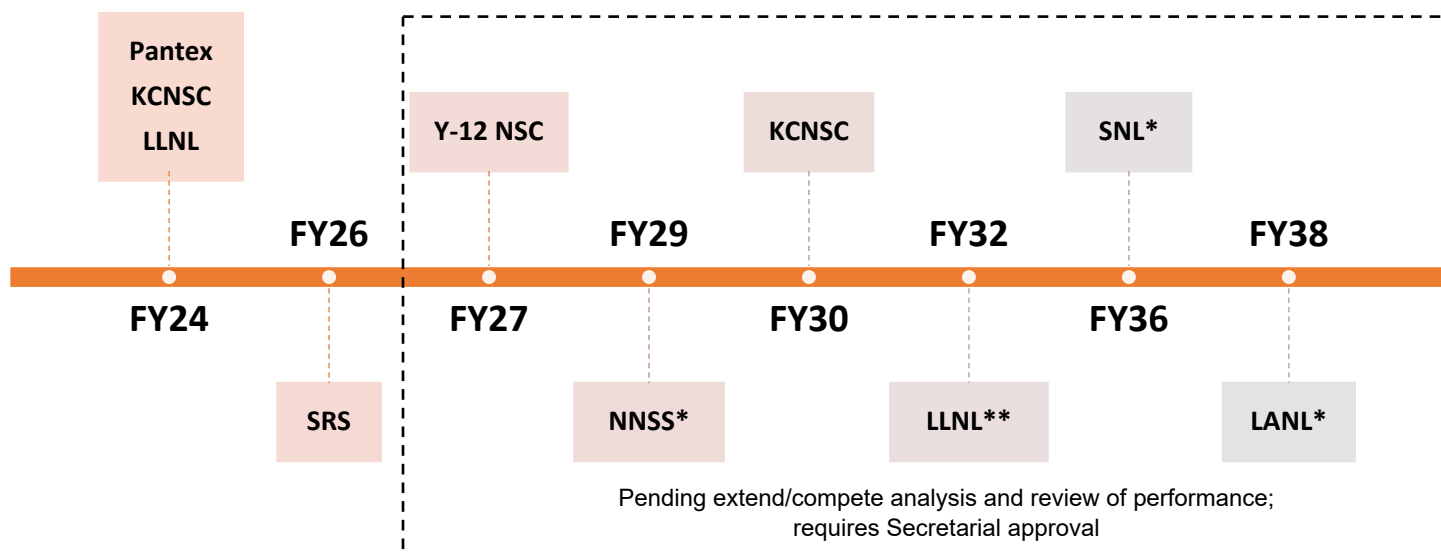 Pantex
KCNSC
LLNL
Y-12 NSC
KCNSC
SNL*
FY26
FY29
FY32
FY38
FY24
FY27
FY30
FY36
SRS
NNSS*
LLNL**
LANL*
Pending extend/compete analysis and review of performance;
requires Secretarial approval